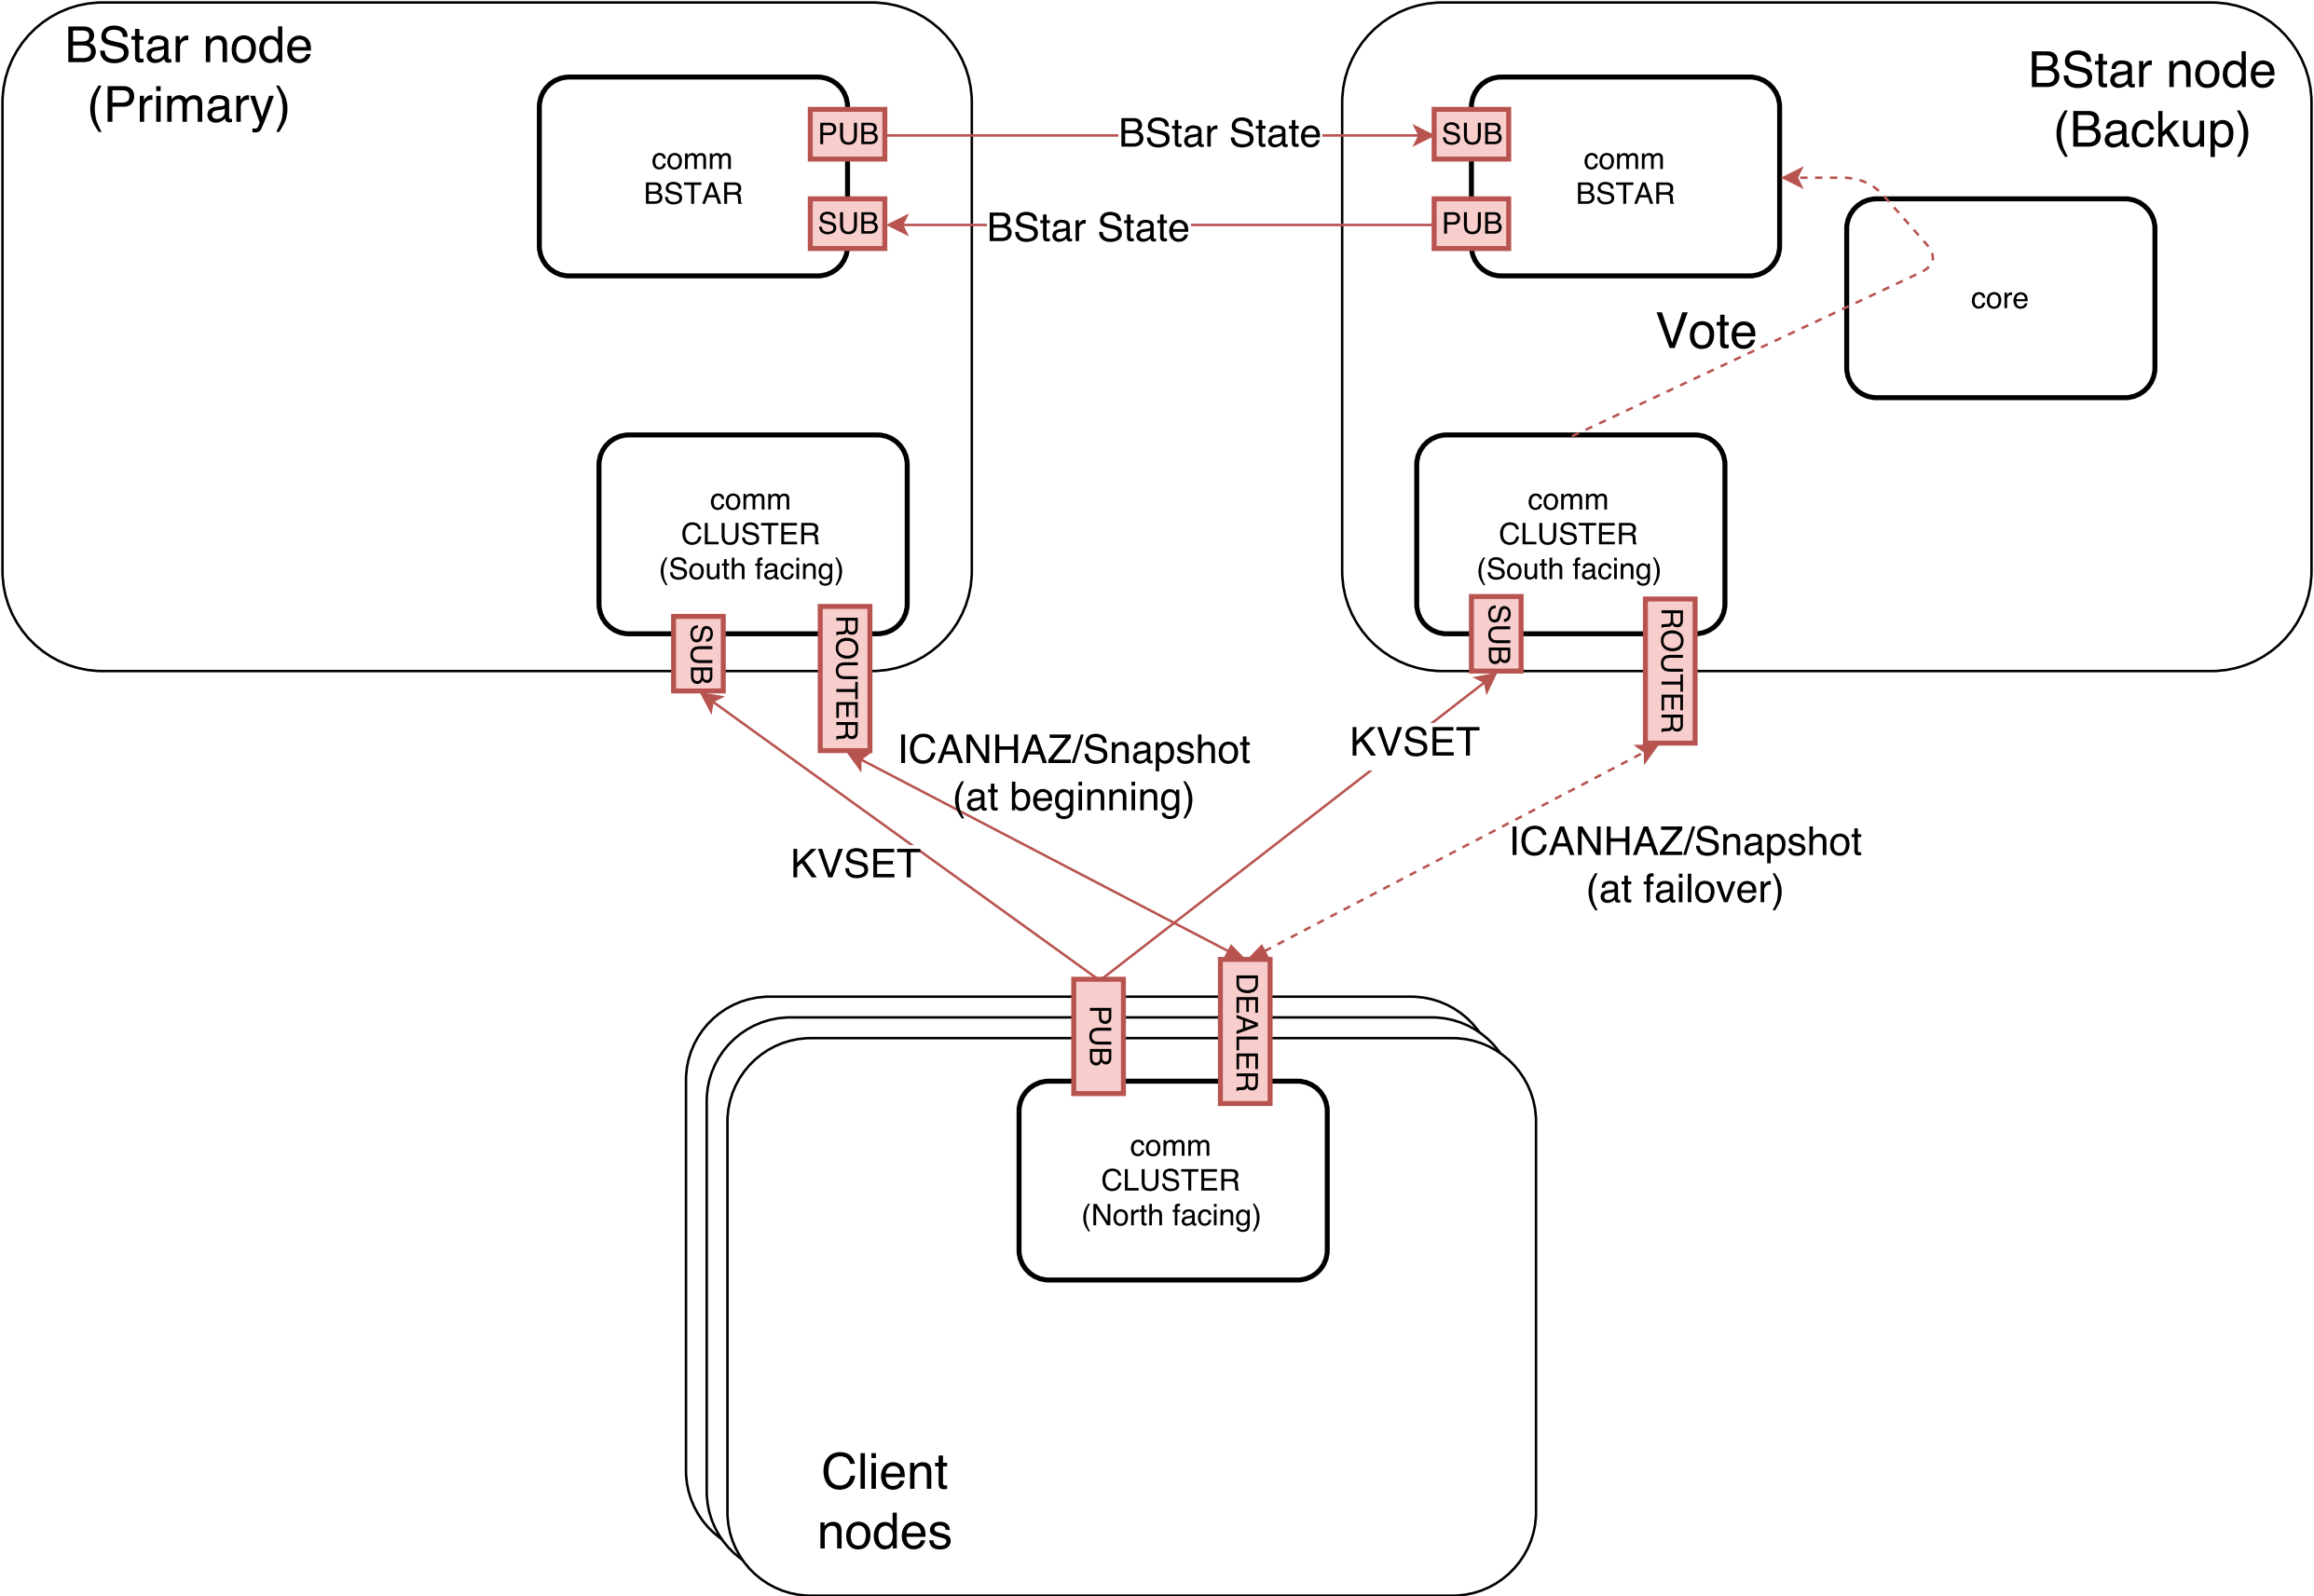 BStar node
(Primary)
BStar node
(Backup)
comm
BSTAR
PUB
SUB
BStar State
BStar State
SUB
PUB
comm
BSTAR
core
Vote
comm
CLUSTER
(South facing)
SUB
ROUTER
comm
CLUSTER
(South facing)
SUB
ROUTER
ICANHAZ/Snapshot
(at beginning)
KVSET
KVSET
ICANHAZ/Snapshot
(at failover)
PUB
DEALER
comm
CLUSTER
(North facing)
Client
nodes